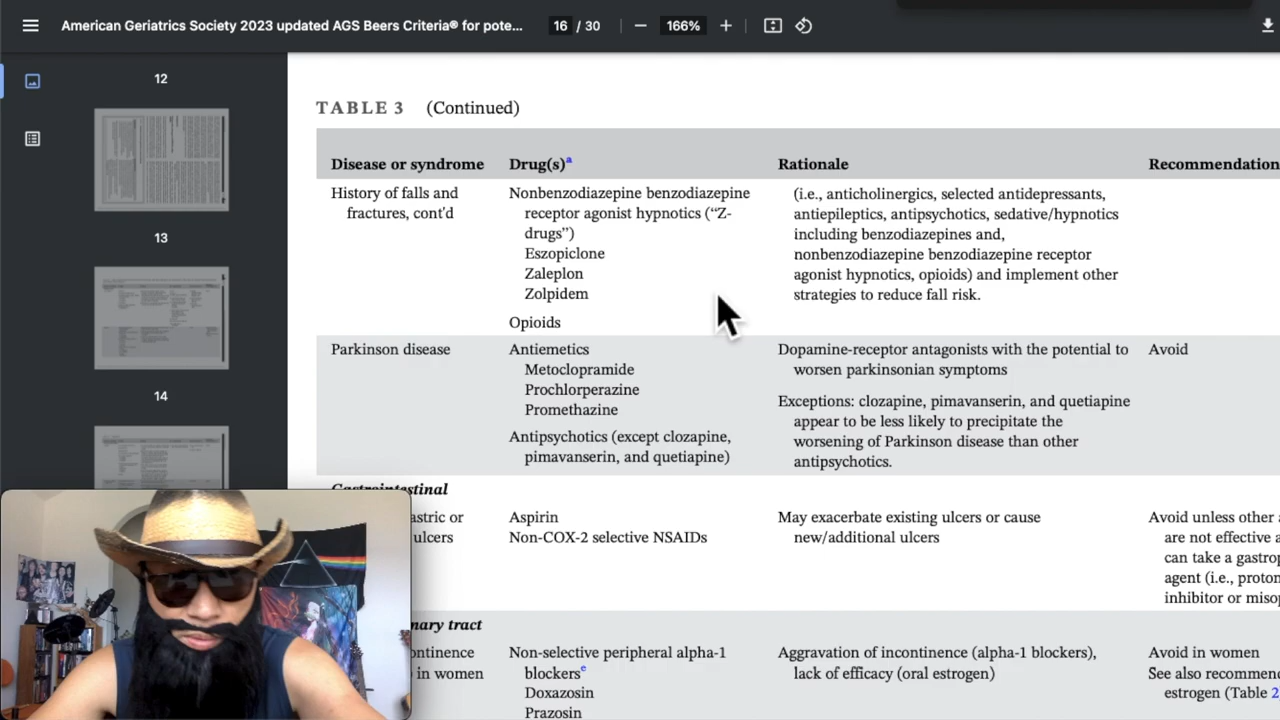 American Geriatrics Society 2023 updated AGS Beers Criteria® for pote... 16 / 30 166%
12
13
14
TABLE 3 (Continued)
Disease or syndrome Drug(s)a Rationale Recommendation
History of falls and fractures, cont'd
Nonbenzodiazepine benzodiazepine
receptor agonist hypnotics (“Z-
drugs”)
Eszopiclone
Zaleplon
Zolpidem
Opioids
(i.e., anticholinergics, selected antidepressants,
antiepileptics, antipsychotics, sedative/hypnotics
including benzodiazepines and,
nonbenzodiazepine benzodiazepine receptor
agonist hypnotics, opioids) and implement other
strategies to reduce fall risk.
Parkinson disease
Antiemetics
Metoclopramide
Prochlorperazine
Promethazine
Antipsychotics (except clozapine,
pimavanserin, and quetiapine)
Dopamine-receptor antagonists with the potential to
worsen parkinsonian symptoms
Exceptions: clozapine, pimavanserin, and quetiapine
appear to be less likely to precipitate the
worsening of Parkinson disease than other
antipsychotics.
Avoid
Gastrointestinal
astric or
ulcers
Aspirin
Non-COX-2 selective NSAIDs
May exacerbate existing ulcers or cause
new/additional ulcers
Avoid unless other a
are not effective a
can take a gastrop
agent (i.e., proton
inhibitor or misop
nary tract
ontinence
in women
Non-selective peripheral alpha-1
blockerse
Doxazosin
Prazosin
Aggravation of incontinence (alpha-1 blockers),
lack of efficacy (oral estrogen)
Avoid in women
See also recommend
estrogen (Table 2